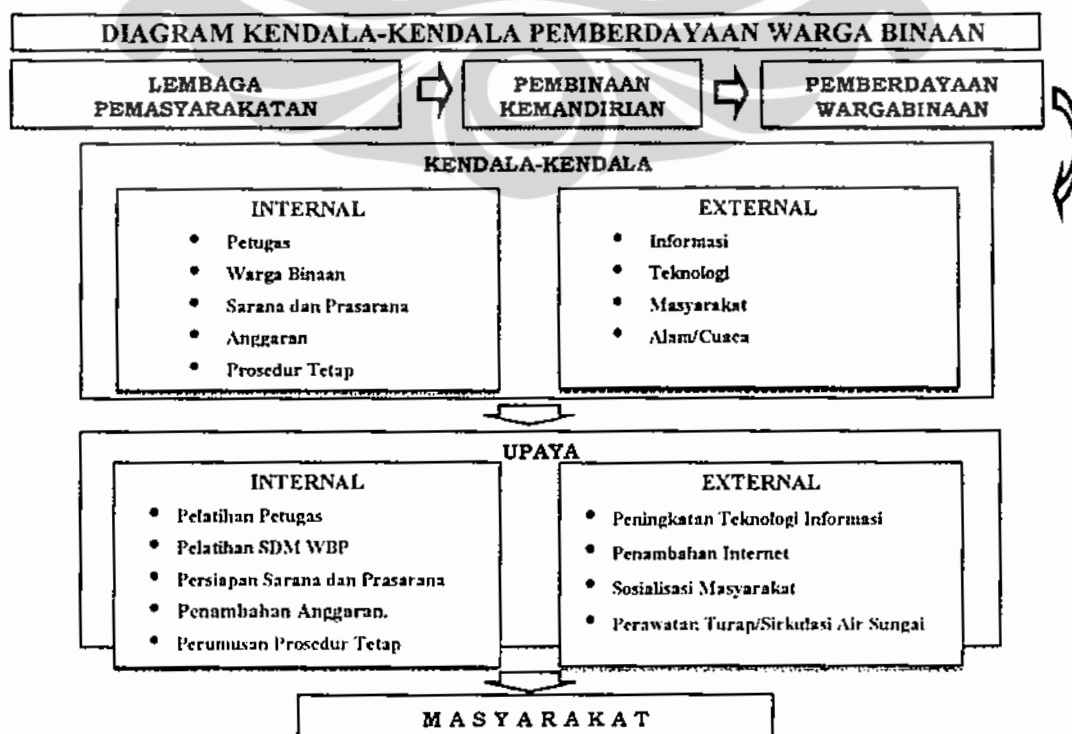 DIAGRAM KENDALA-KENDALA PEMBERDAYAAN WARGA BINAAN
LEMBAGA
PEMASYARAKATAN
PEMBINAAN
KEMANDIRIAN
PEMBERDAYAAN
WARGABINAAN
KENDALA-KENDALA
INTERNAL
• Petugas
• Warga Binaan
• Sarana dan Prasarana
• Anggaran
• Prosedur Tetap
EXTERNAL
• Informasi
• Teknologi
• Masyarakat
• Alam/Cuaca
UPAYA
INTERNAL
• Pelatihan Petugas
• Pelatihan SDM WBP
• Persiapan Sarana dan Prasarana
• Penambahan Anggaran.
• Perumusan Prosedur Tetap
EXTERNAL
• Peningkatan Teknologi Informasi
• Penambahan Internet
• Sosialisasi Masyarakat
• Perawatan Turap/Sirkulasi Air Sungai
MASYARAKAT